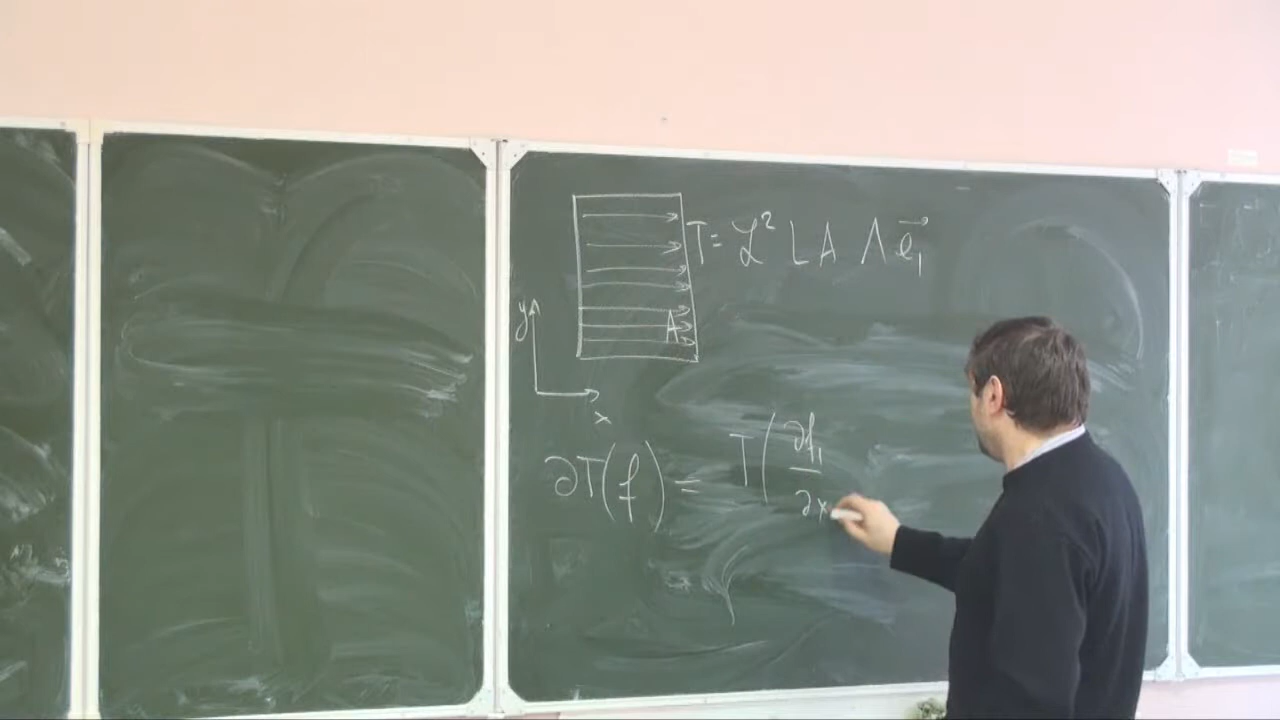 T = ℒ² L A Λ e⃗₁
A
y
x
∂T(f) = T(∂f₁/∂x